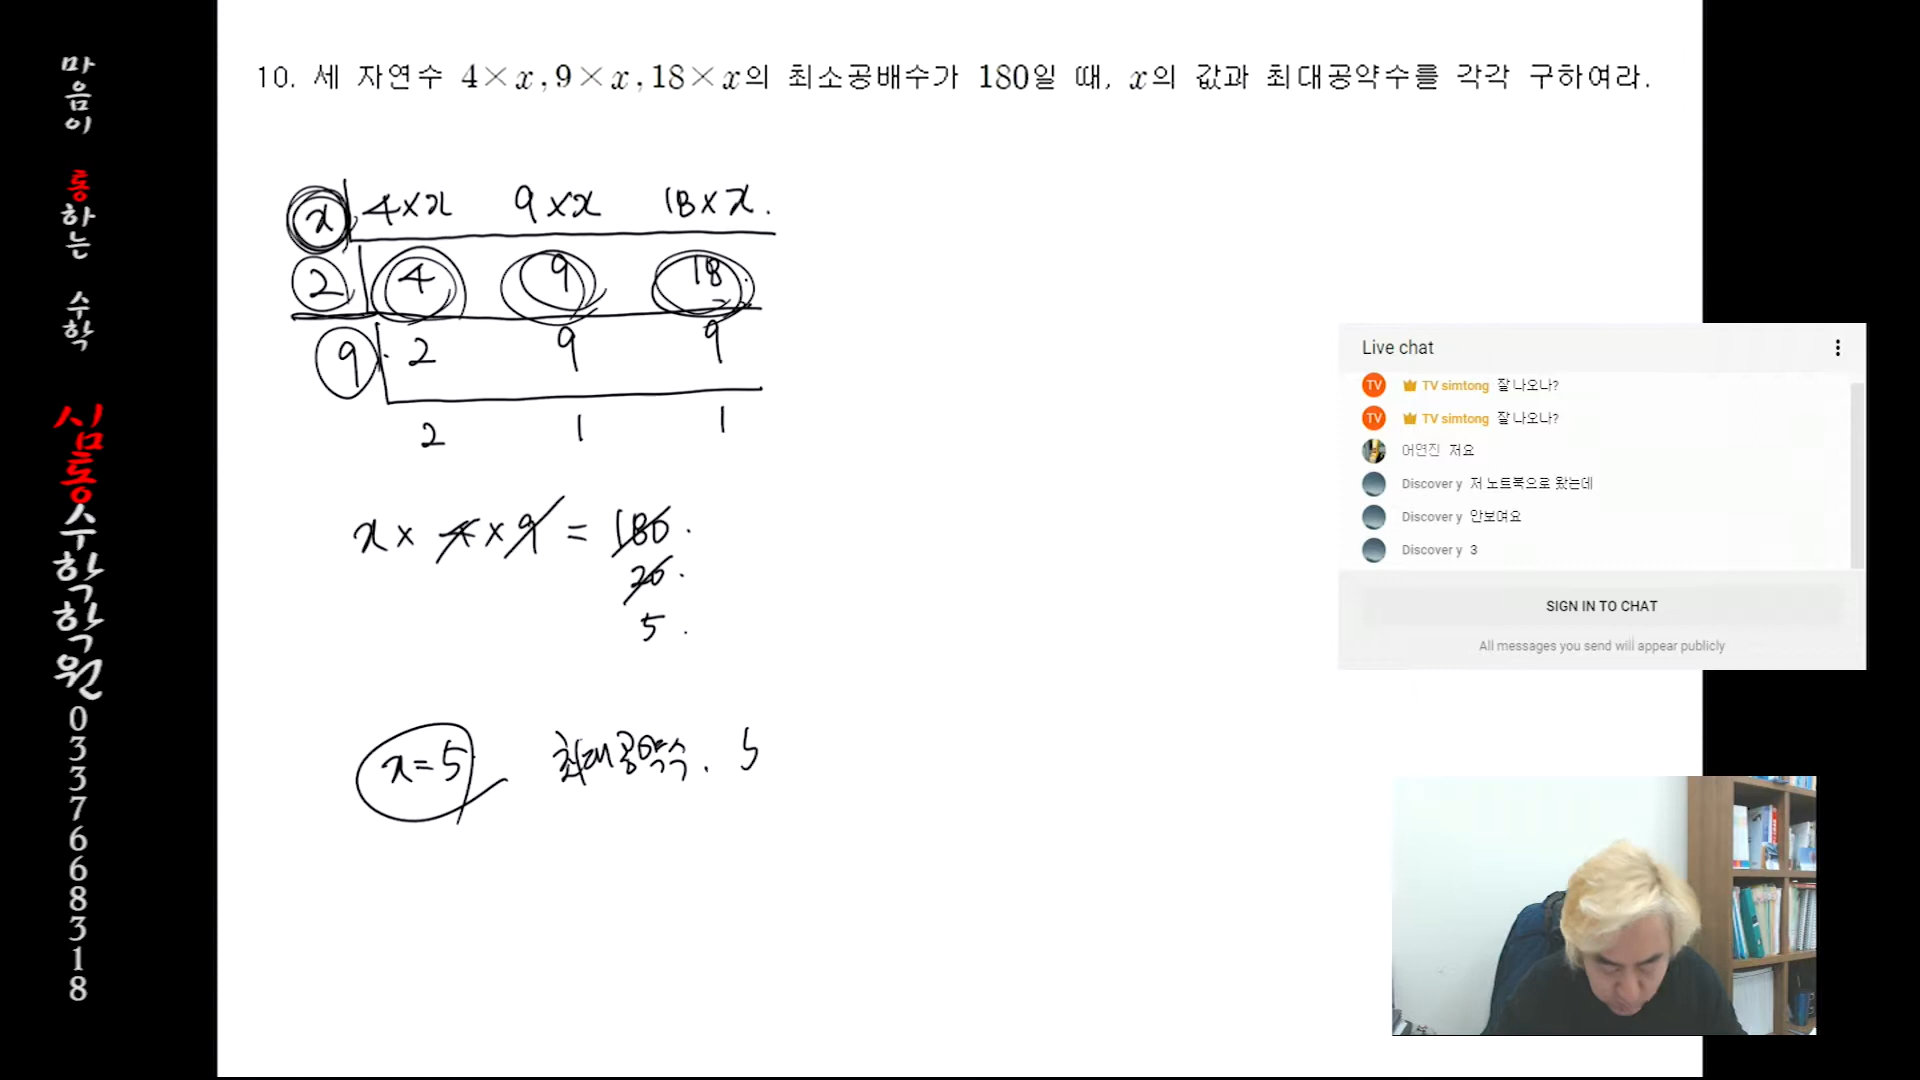 마음이 통하는 수학
심통수학학원
0337668318
10. 세 자연수 4×x, 9×x, 18×x의 최소공배수가 180일 때, x의 값과 최대공약수를 각각 구하여라.
x 4×x 9×x 18×x.
2 4 9 18
9 2 9 9
2 1 1
x × 4 × 9 = 180.
20.
5.
x=5 최대공약수. 5
Live chat
TV TV simtong 잘 나오나?
TV TV simtong 잘 나오나?
어연진 저요
Discover y 저 노트북으로 왔는데
Discover y 안보여요
Discover y 3
SIGN IN TO CHAT
All messages you send will appear publicly